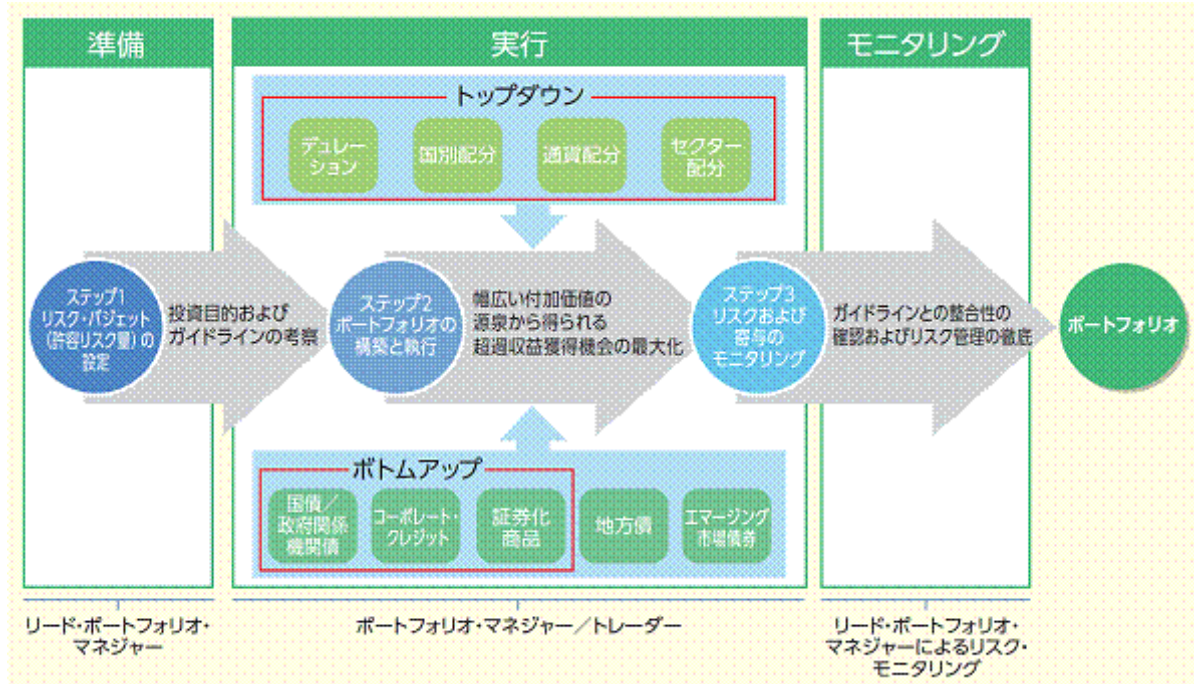 準備
実行
モニタリング
トップダウン
デュレー
ション
国別配分
通貨配分
セクター
配分
ステップ1
リスク・バジェット
(許容リスク量)の
設定
投資目的および
ガイドラインの考察
ステップ2
ポートフォリオの
構築と執行
幅広い付加価値の
源泉から得られる
超過収益獲得機会の最大化
ステップ3
リスクおよび
寄与の
モニタリング
ガイドラインとの整合性の
確認およびリスク管理の徹底
ポートフォリオ
ボトムアップ
国債／
政府関係
機関債
コーポレート・
クレジット
証券化
商品
地方債
エマージング
市場債券
リード・ポートフォリオ・
マネジャー
ポートフォリオ・マネジャー／トレーダー
リード・ポートフォリオ・
マネジャーによるリスク・
モニタリング